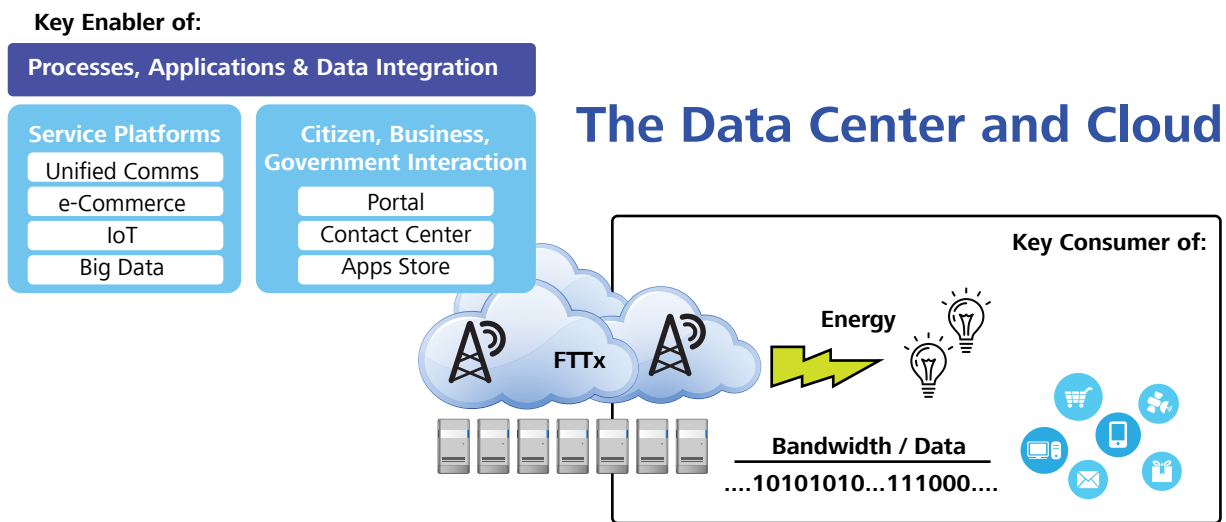 Key Enabler of:
Processes, Applications & Data Integration
Service Platforms
Unified Comms
e-Commerce
IoT
Big Data
Citizen, Business,
Government Interaction
Portal
Contact Center
Apps Store
The Data Center and Cloud
Key Consumer of:
Energy
FTTx
Bandwidth / Data
....10101010...111000....